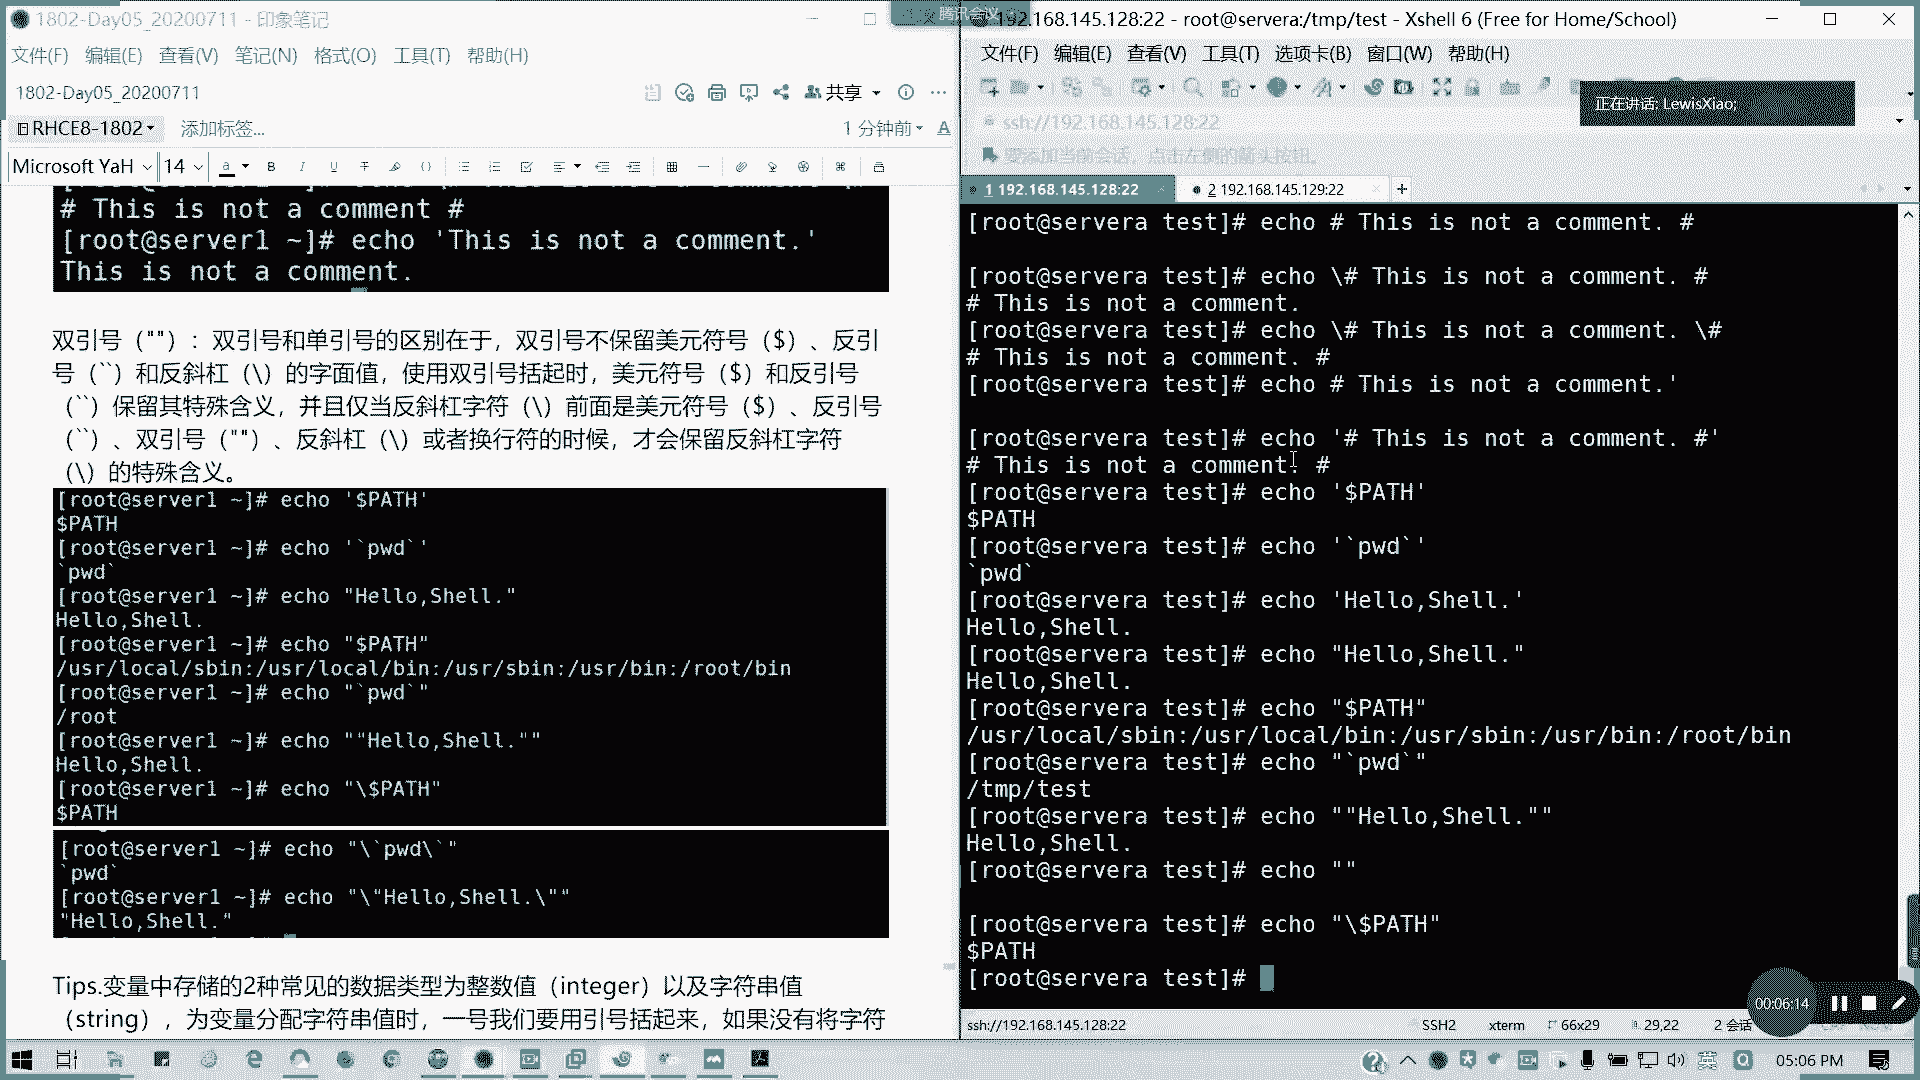 1802-Day05_20200711 - 印象笔记
文件(F) 编辑(E) 查看(V) 笔记(N) 格式(O) 工具(T) 帮助(H)
1802-Day05_20200711
共享
RHCE8-1802
添加标签...
1 分钟前
Microsoft YaH 14
# This is not a comment #
[root@server1 ~]# echo 'This is not a comment.'
This is not a comment.
双引号（""）：双引号和单引号的区别在于，双引号不保留美元符号（$）、反引
号（``）和反斜杠（\）的字面值，使用双引号括起时，美元符号（$）和反引号
（``）保留其特殊含义，并且仅当反斜杠字符（\）前面是美元符号（$）、反引号
（``）、双引号（""）、反斜杠（\）或者换行符的时候，才会保留反斜杠字符
（\）的特殊含义。
[root@server1 ~]# echo '$PATH'
$PATH
[root@server1 ~]# echo '`pwd`'
`pwd`
[root@server1 ~]# echo "Hello,Shell."
Hello,Shell.
[root@server1 ~]# echo "$PATH"
/usr/local/sbin:/usr/local/bin:/usr/sbin:/usr/bin:/root/bin
[root@server1 ~]# echo "`pwd`"
/root
[root@server1 ~]# echo ""Hello,Shell.""
Hello,Shell.
[root@server1 ~]# echo "\$PATH"
$PATH
[root@server1 ~]# echo "\`pwd\`"
`pwd`
[root@server1 ~]# echo "\"Hello,Shell.\""
"Hello,Shell."
Tips.变量中存储的2种常见的数据类型为整数值（integer）以及字符串值
（string），为变量分配字符串值时，一号我们要用引号括起来，如果没有将字符
腾讯会议
192.168.145.128:22 - root@servera:/tmp/test - Xshell 6 (Free for Home/School)
文件(F) 编辑(E) 查看(V) 工具(T) 选项卡(B) 窗口(W) 帮助(H)
正在讲话: LewisXiao;
ssh://192.168.145.128:22
要添加当前会话，点击左侧的箭头按钮。
1 192.168.145.128:22
2 192.168.145.129:22
[root@servera test]# echo # This is not a comment. #
[root@servera test]# echo \# This is not a comment. #
# This is not a comment.
[root@servera test]# echo \# This is not a comment. \#
# This is not a comment. #
[root@servera test]# echo # This is not a comment.'
[root@servera test]# echo '# This is not a comment. #'
# This is not a comment. #
[root@servera test]# echo '$PATH'
$PATH
[root@servera test]# echo '`pwd`'
`pwd`
[root@servera test]# echo 'Hello,Shell.'
Hello,Shell.
[root@servera test]# echo "Hello,Shell."
Hello,Shell.
[root@servera test]# echo "$PATH"
/usr/local/sbin:/usr/local/bin:/usr/sbin:/usr/bin:/root/bin
[root@servera test]# echo "`pwd`"
/tmp/test
[root@servera test]# echo ""Hello,Shell.""
Hello,Shell.
[root@servera test]# echo ""
[root@servera test]# echo "\$PATH"
$PATH
[root@servera test]#
00:06:14
ssh://192.168.145.128:22 SSH2 xterm 66x29 29,22 2 会话
英 05:06 PM